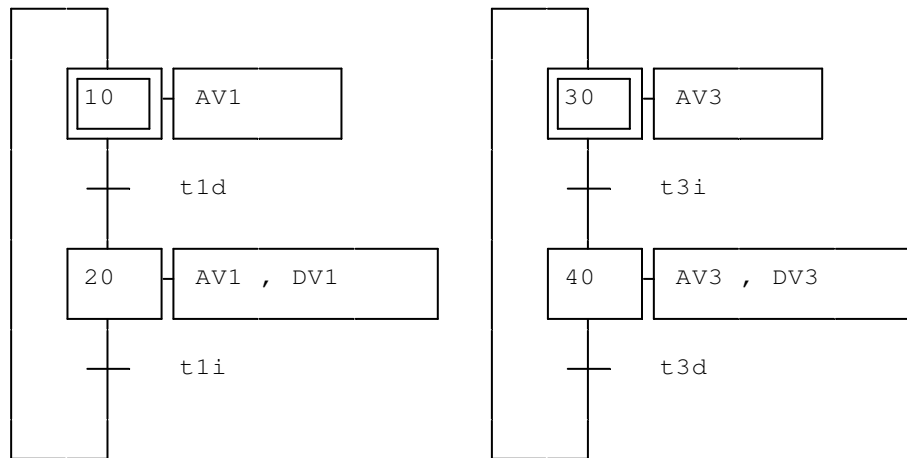 10 AV1
t1d
20 AV1 , DV1
t1i
30 AV3
t3i
40 AV3 , DV3
t3d